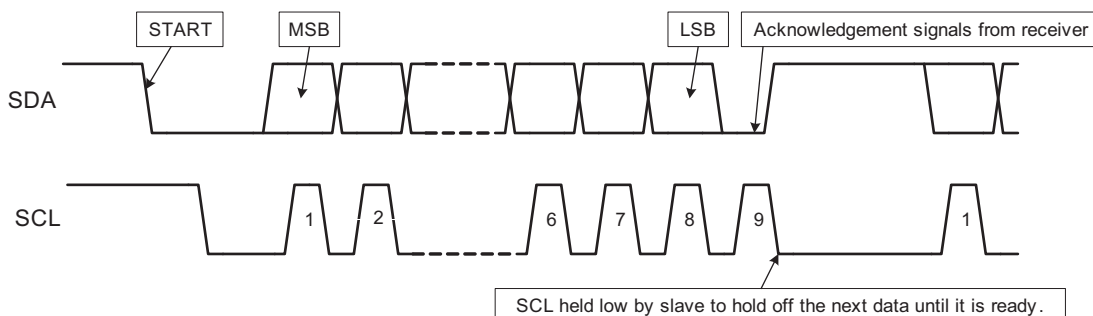 START
MSB
LSB
Acknowledgement signals from receiver
SDA
SCL
1
2
6
7
8
9
1
SCL held low by slave to hold off the next data until it is ready.